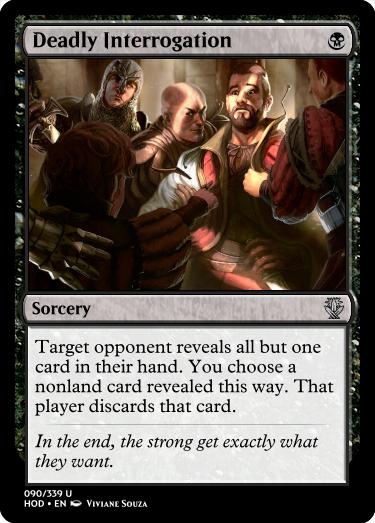 Deadly Interrogation
Sorcery
Target opponent reveals all but one
card in their hand. You choose a
nonland card revealed this way. That
player discards that card.
In the end, the strong get exactly what
they want.
090/339 U
HOD • EN Viviane Souza